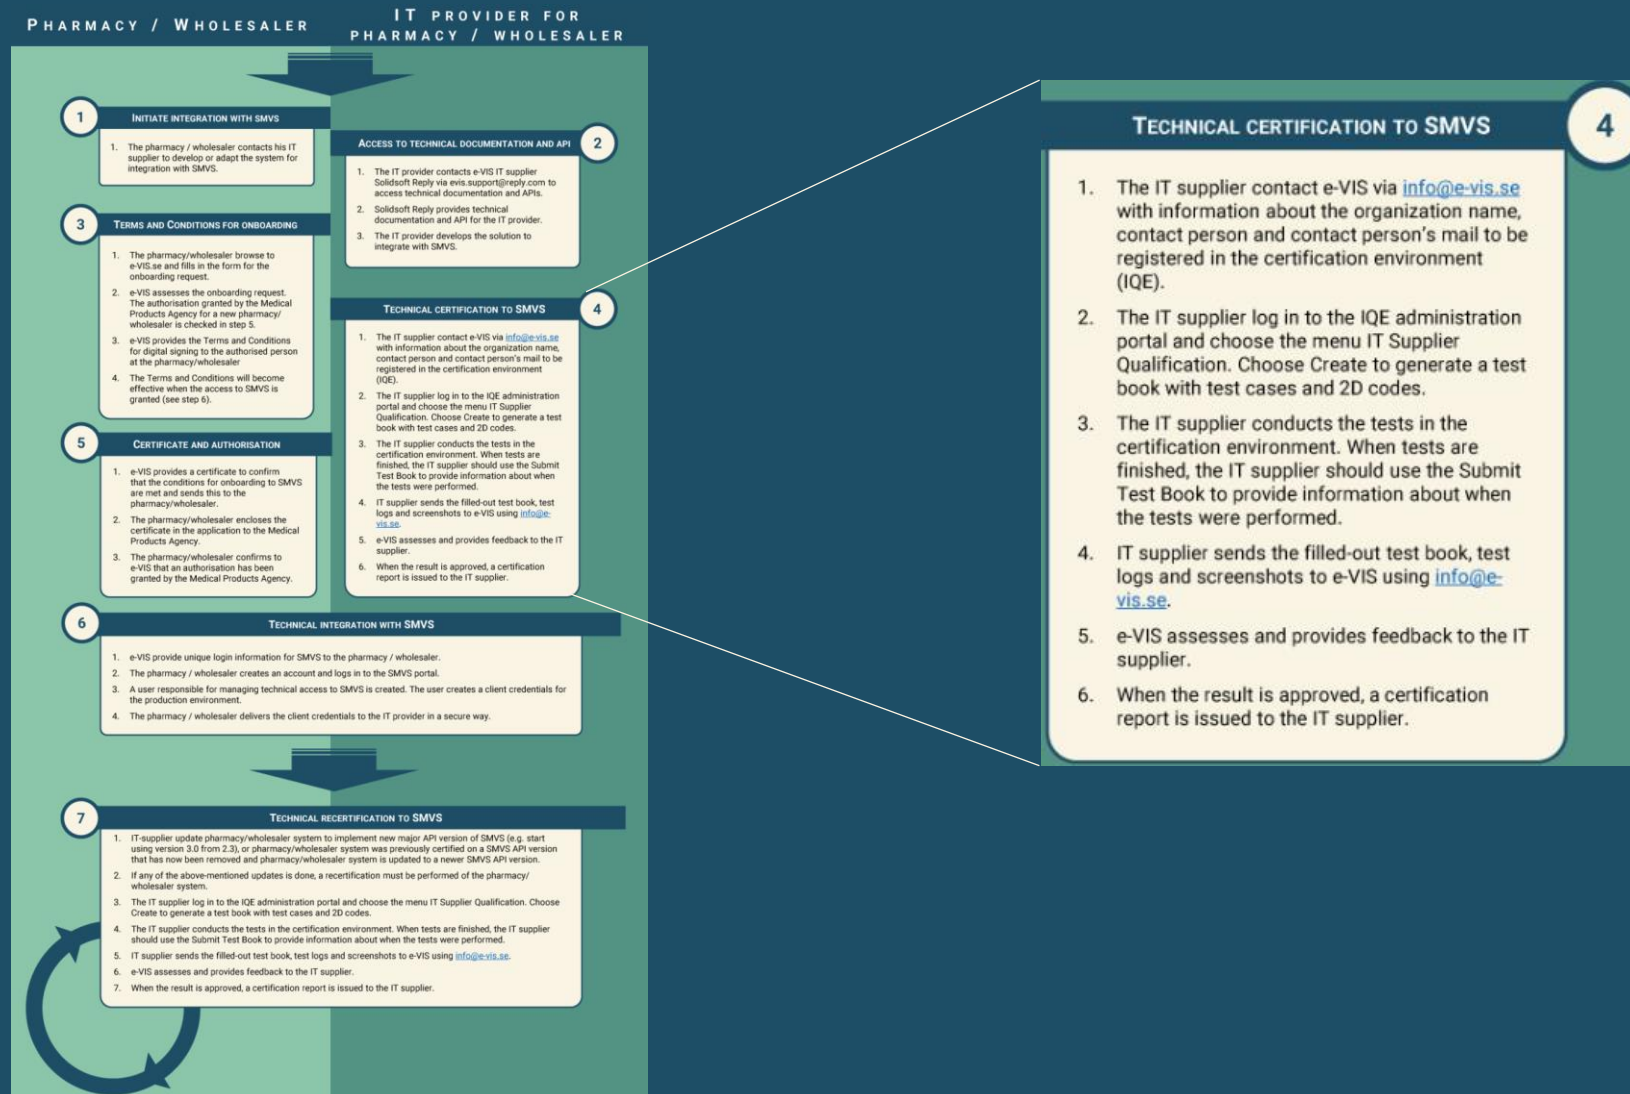 PHARMACY / WHOLESALER
IT PROVIDER FOR
PHARMACY / WHOLESALER
1
INITIATE INTEGRATION WITH SMVS
1. The pharmacy / wholesaler contacts his IT
supplier to develop or adapt the system for
integration with SMVS.
2
ACCESS TO TECHNICAL DOCUMENTATION AND API
1. The IT provider contacts e-VIS IT supplier
Solidsoft Reply via evis.support@reply.com to
access technical documentation and APIs.
2. Solidsoft Reply provides technical
documentation and API for the IT provider.
3. The IT provider develops the solution to
integrate with SMVS.
3
TERMS AND CONDITIONS FOR ONBOARDING
1. The pharmacy/wholesaler browse to
e-VIS.se and fills in the form for the
onboarding request.
2. e-VIS assesses the onboarding request.
The authorisation granted by the Medical
Products Agency for a new pharmacy/
wholesaler is checked in step 5.
3. e-VIS provides the Terms and Conditions
for digital signing to the authorised person
at the pharmacy/wholesaler
4. The Terms and Conditions will become
effective when the access to SMVS is
granted (see step 6).
4
TECHNICAL CERTIFICATION TO SMVS
1. The IT supplier contact e-VIS via info@e-vis.se
with information about the organization name,
contact person and contact person's mail to be
registered in the certification environment
(IQE).
2. The IT supplier log in to the IQE administration
portal and choose the menu IT Supplier
Qualification. Choose Create to generate a test
book with test cases and 2D codes.
3. The IT supplier conducts the tests in the
certification environment. When tests are
finished, the IT supplier should use the Submit
Test Book to provide information about when
the tests were performed.
4. IT supplier sends the filled-out test book, test
logs and screenshots to e-VIS using info@e-
vis.se.
5. e-VIS assesses and provides feedback to the IT
supplier.
6. When the result is approved, a certification
report is issued to the IT supplier.
5
CERTIFICATE AND AUTHORISATION
1. e-VIS provides a certificate to confirm
that the conditions for onboarding to SMVS
are met and sends this to the
pharmacy/wholesaler.
2. The pharmacy/wholesaler encloses the
certificate in the application to the Medical
Products Agency.
3. The pharmacy/wholesaler confirms to
e-VIS that an authorisation has been
granted by the Medical Products Agency.
6
TECHNICAL INTEGRATION WITH SMVS
1. e-VIS provide unique login information for SMVS to the pharmacy / wholesaler.
2. The pharmacy / wholesaler creates an account and logs in to the SMVS portal.
3. A user responsible for managing technical access to SMVS is created. The user creates a client credentials for
the production environment.
4. The pharmacy / wholesaler delivers the client credentials to the IT provider in a secure way.
7
TECHNICAL RECERTIFICATION TO SMVS
1. IT-supplier update pharmacy/wholesaler system to implement new major API version of SMVS (e.g. start
using version 3.0 from 2.3), or pharmacy/wholesaler system was previously certified on a SMVS API version
that has now been removed and pharmacy/wholesaler system is updated to a newer SMVS API version.
2. If any of the above-mentioned updates is done, a recertification must be performed of the pharmacy/
wholesaler system.
3. The IT supplier log in to the IQE administration portal and choose the menu IT Supplier Qualification. Choose
Create to generate a test book with test cases and 2D codes.
4. The IT supplier conducts the tests in the certification environment. When tests are finished, the IT supplier
should use the Submit Test Book to provide information about when the tests were performed.
5. IT supplier sends the filled-out test book, test logs and screenshots to e-VIS using info@e-vis.se.
6. e-VIS assesses and provides feedback to the IT supplier.
7. When the result is approved, a certification report is issued to the IT supplier.
TECHNICAL CERTIFICATION TO SMVS
4
1. The IT supplier contact e-VIS via info@e-vis.se
with information about the organization name,
contact person and contact person's mail to be
registered in the certification environment
(IQE).
2. The IT supplier log in to the IQE administration
portal and choose the menu IT Supplier
Qualification. Choose Create to generate a test
book with test cases and 2D codes.
3. The IT supplier conducts the tests in the
certification environment. When tests are
finished, the IT supplier should use the Submit
Test Book to provide information about when
the tests were performed.
4. IT supplier sends the filled-out test book, test
logs and screenshots to e-VIS using info@e-
vis.se.
5. e-VIS assesses and provides feedback to the IT
supplier.
6. When the result is approved, a certification
report is issued to the IT supplier.